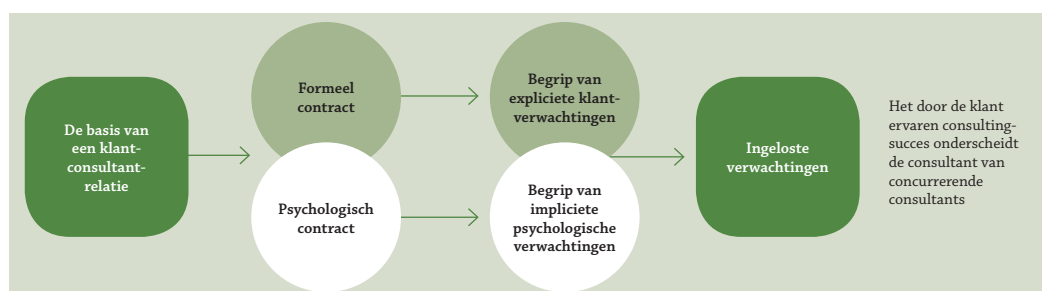 De basis van
een klant-
consultant-
relatie
Formeel
contract
Psychologisch
contract
Begrip van
expliciete klant-
verwachtingen
Begrip van
impliciete
psychologische
verwachtingen
Ingeloste
verwachtingen
Het door de klant
ervaren consulting-
succes onderscheidt
de consultant van
concurrerende
consultants